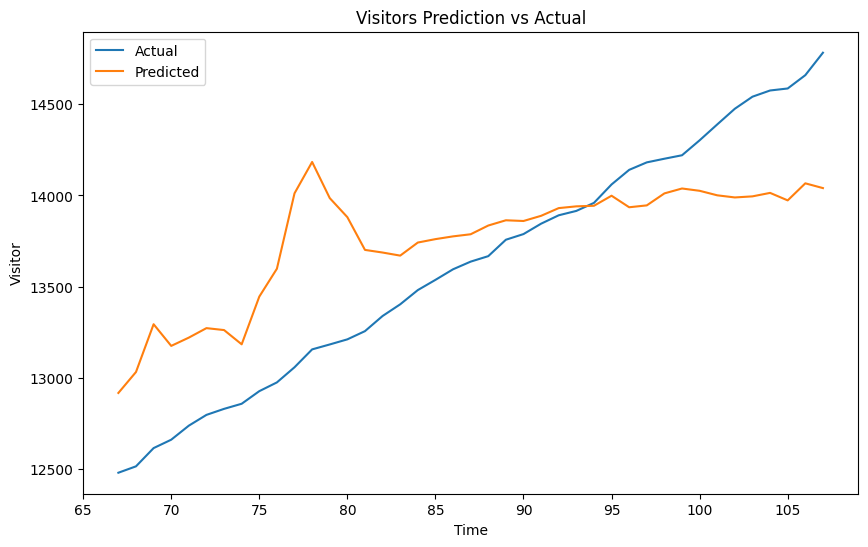 Visitors Prediction vs Actual
Actual
Predicted
Visitor
14500
14000
13500
13000
12500
65 70 75 80 85 90 95 100 105
Time